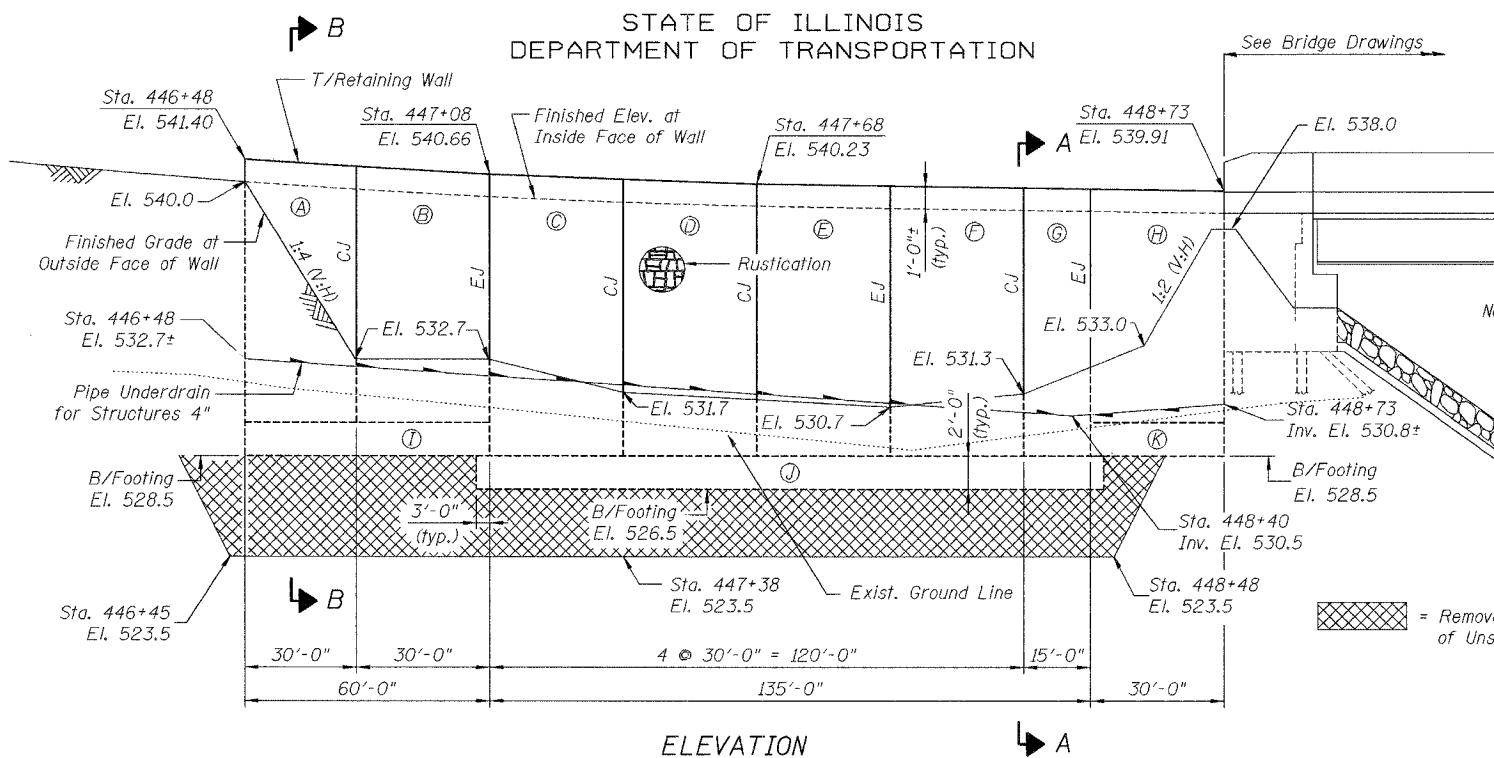 STATE OF ILLINOIS
DEPARTMENT OF TRANSPORTATION
B
See Bridge Drawings
T/Retaining Wall
Sta. 446+48
El. 541.40
Sta. 447+08
El. 540.66
Finished Elev. at
Inside Face of Wall
Sta. 447+68
El. 540.23
A
Sta. 448+73
El. 539.91
El. 538.0
El. 540.0
A
B
C
D
E
F
G
H
Finished Grade at
Outside Face of Wall
1:4 (V:H)
CJ
EJ
CJ
Rustication
CJ
EJ
1'-0"±
(typ.)
CJ
EJ
1:2 (V:H)
Sta. 446+48
El. 532.7±
El. 532.7
El. 533.0
El. 531.3
Pipe Underdrain
for Structures 4"
El. 531.7
El. 530.7
2'-0"
(typ.)
Sta. 448+73
Inv. El. 530.8±
I
J
K
B/Footing
El. 528.5
3'-0"
(typ.)
B/Footing
El. 526.5
B/Footing
El. 528.5
Sta. 448+40
Inv. El. 530.5
Sta. 446+45
El. 523.5
B
Sta. 447+38
El. 523.5
Exist. Ground Line
Sta. 448+48
El. 523.5
= Remov
of Uns
30'-0"
30'-0"
4 @ 30'-0" = 120'-0"
15'-0"
60'-0"
135'-0"
30'-0"
ELEVATION
A